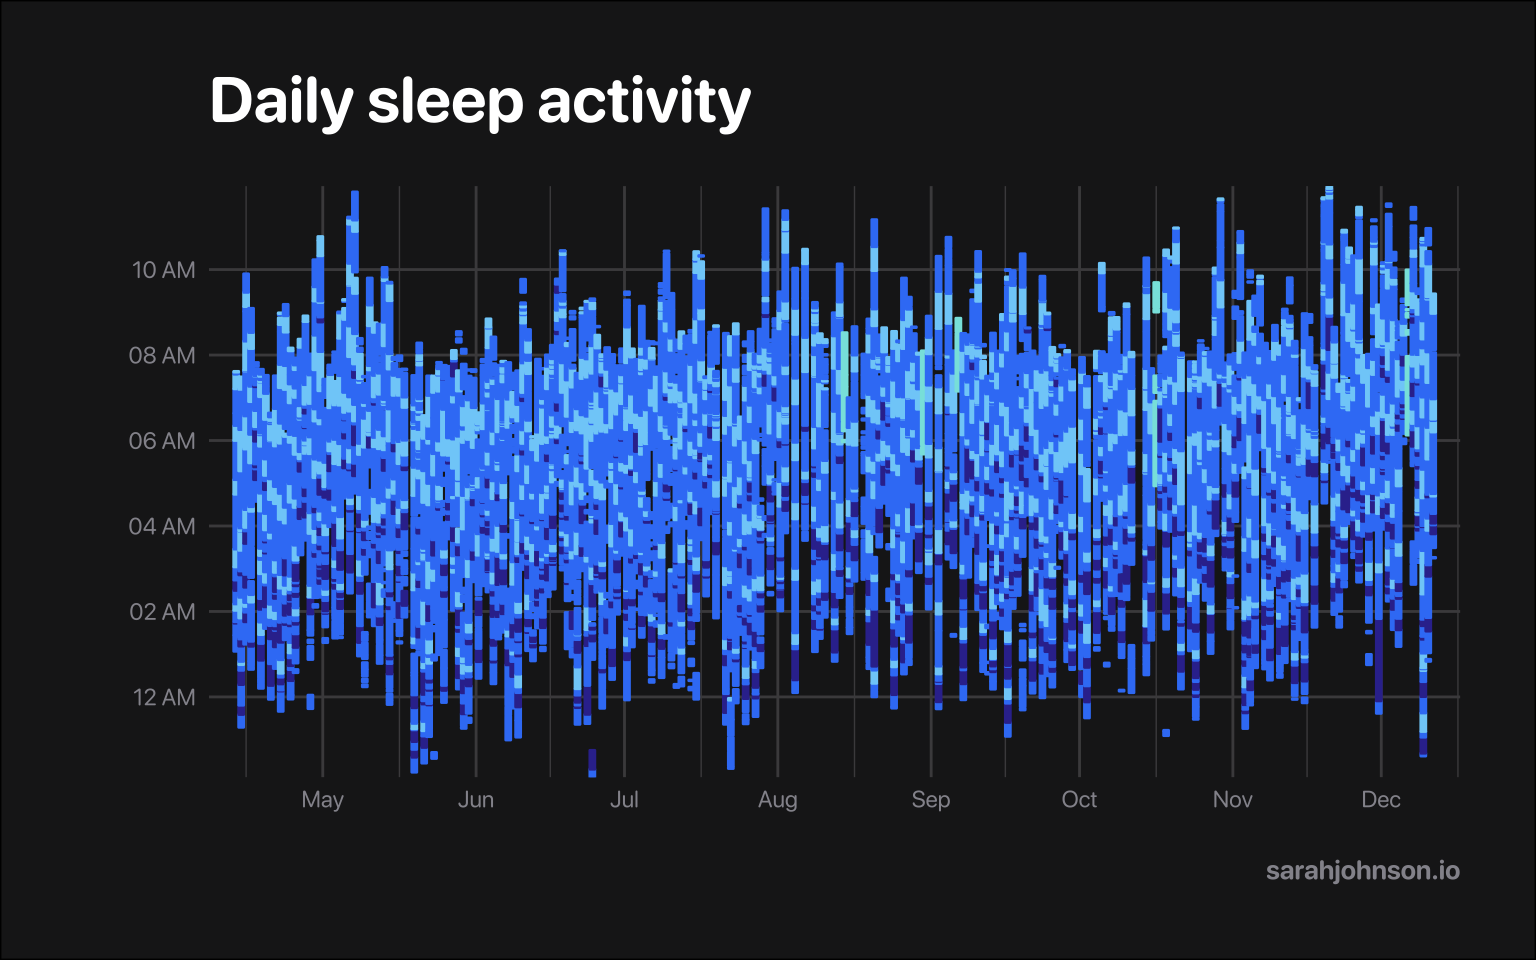 Daily sleep activity
10 AM
08 AM
06 AM
04 AM
02 AM
12 AM
May Jun Jul Aug Sep Oct Nov Dec
sarahjohnson.io